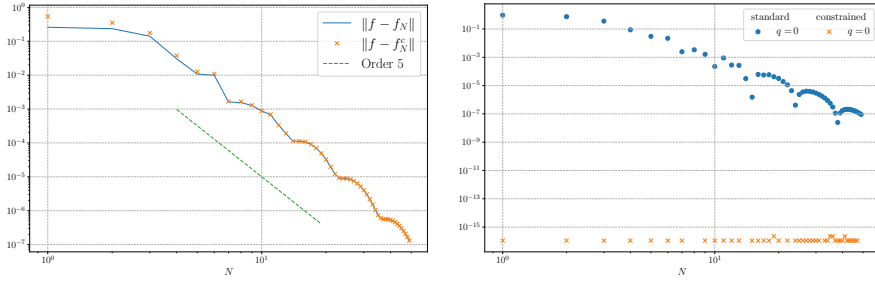 10^0
10^-1
10^-2
10^-3
10^-4
10^-5
10^-6
10^-7
10^0
10^1
N
‖f − f_N‖
‖f − f_N^c‖
Order 5
10^-1
10^-3
10^-5
10^-7
10^-9
10^-11
10^-13
10^-15
10^0
10^1
N
standard constrained
q = 0 q = 0